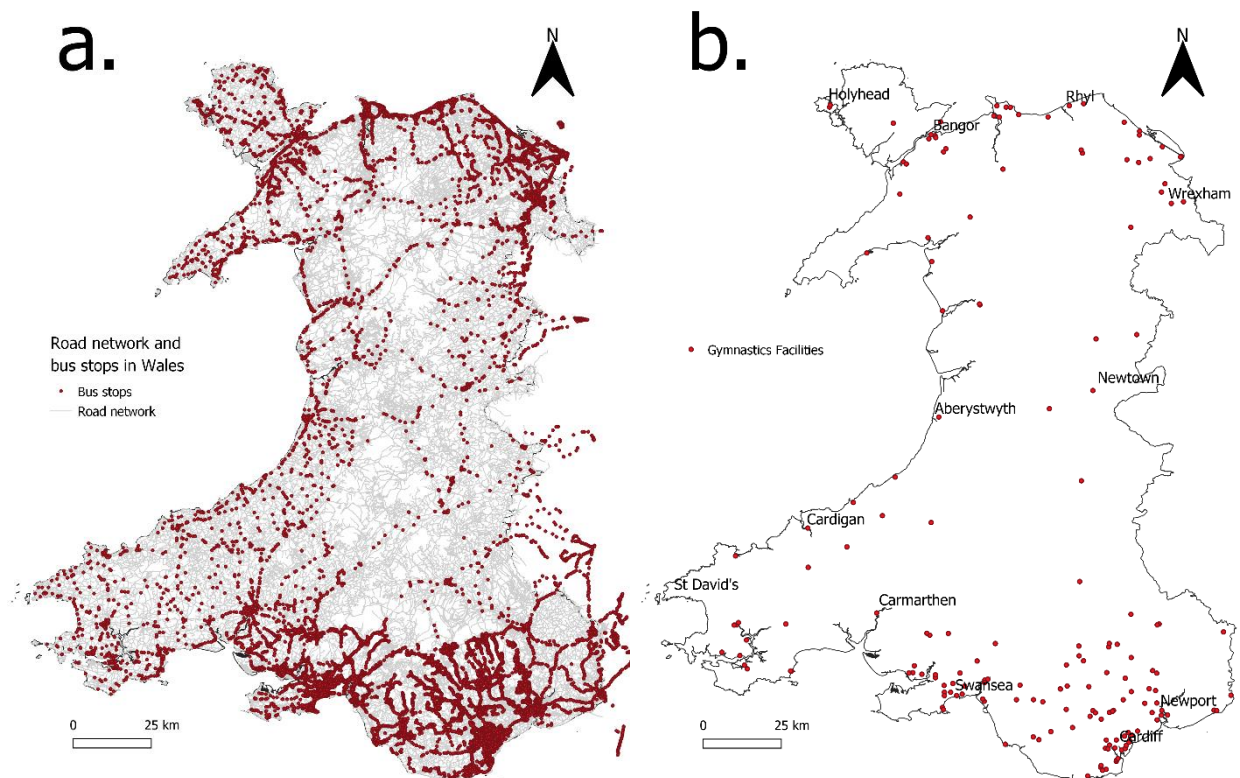 a.
N
Road network and
bus stops in Wales
Bus stops
Road network
0 25 km
b.
N
Holyhead
Rhyl
Bangor
Wrexham
Gymnastics Facilities
Newtown
Aberystwyth
Cardigan
St David's
Carmarthen
Swansea
Newport
Cardiff
0 25 km